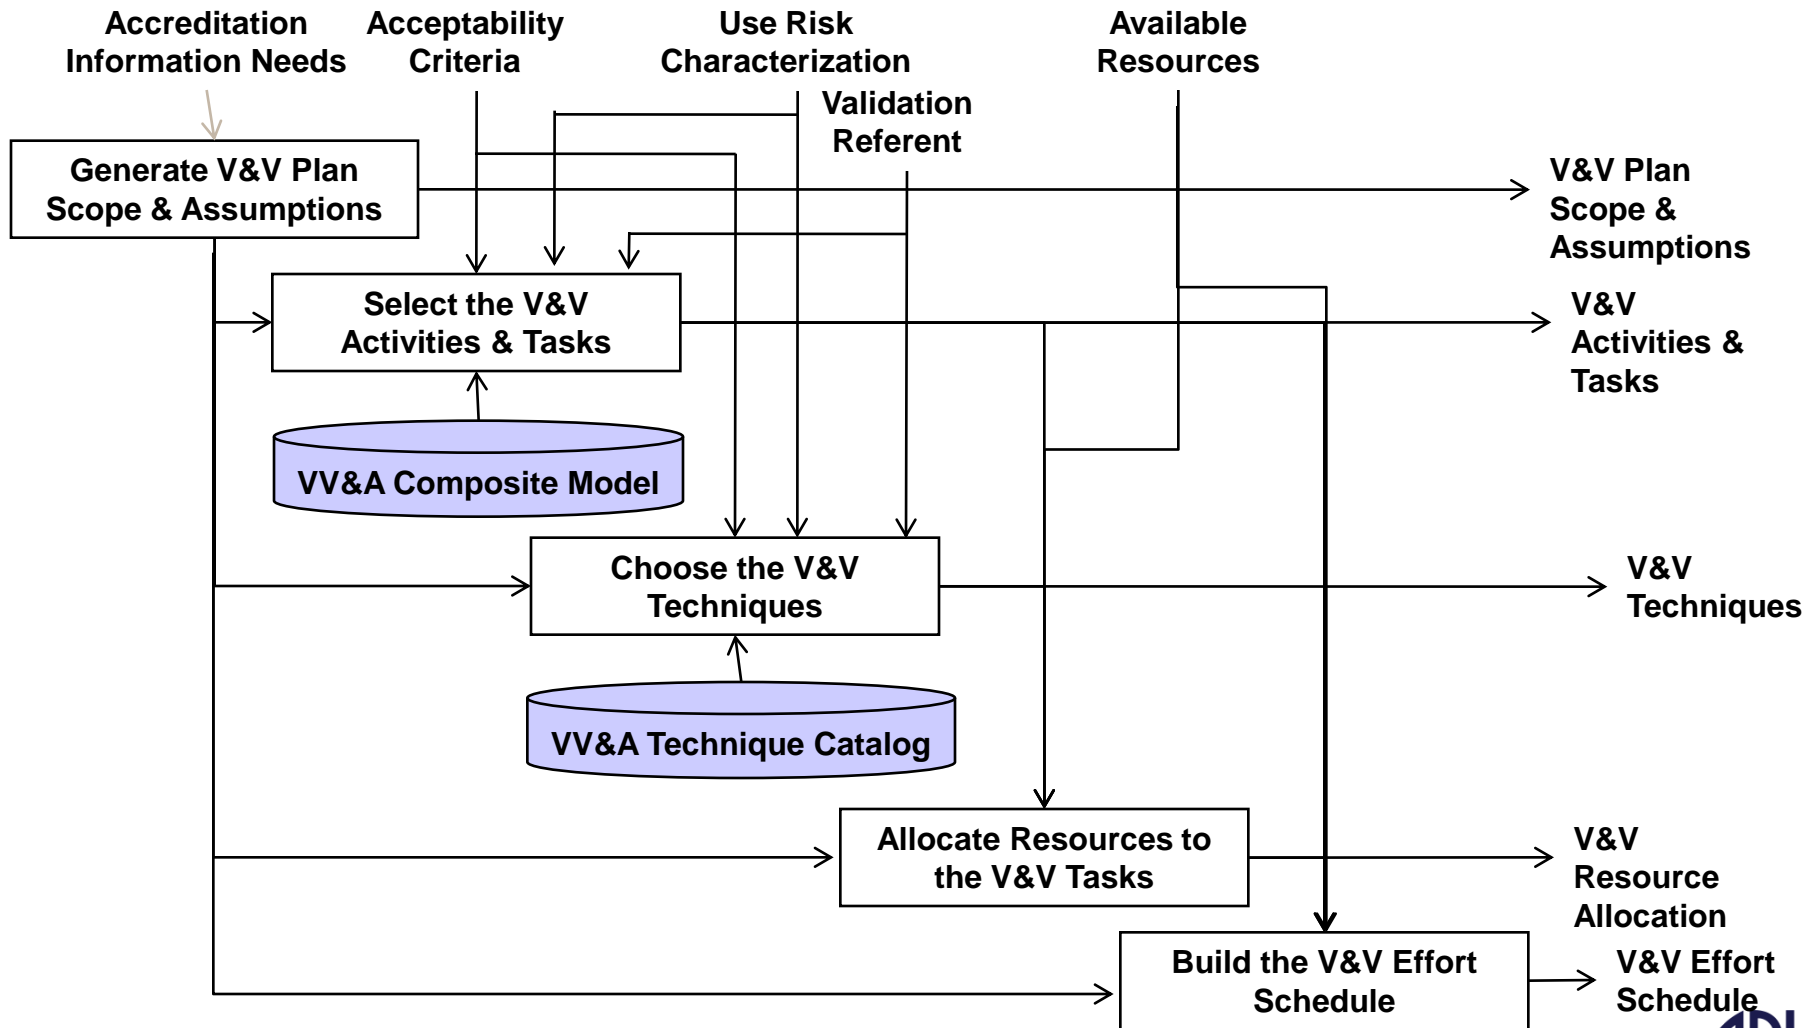 Accreditation
Information Needs
Acceptability
Criteria
Use Risk
Characterization
Available
Resources
Validation
Referent
Generate V&V Plan
Scope & Assumptions
V&V Plan
Scope &
Assumptions
Select the V&V
Activities & Tasks
V&V
Activities &
Tasks
VV&A Composite Model
Choose the V&V
Techniques
V&V
Techniques
VV&A Technique Catalog
Allocate Resources to
the V&V Tasks
V&V
Resource
Allocation
Build the V&V Effort
Schedule
V&V Effort
Schedule